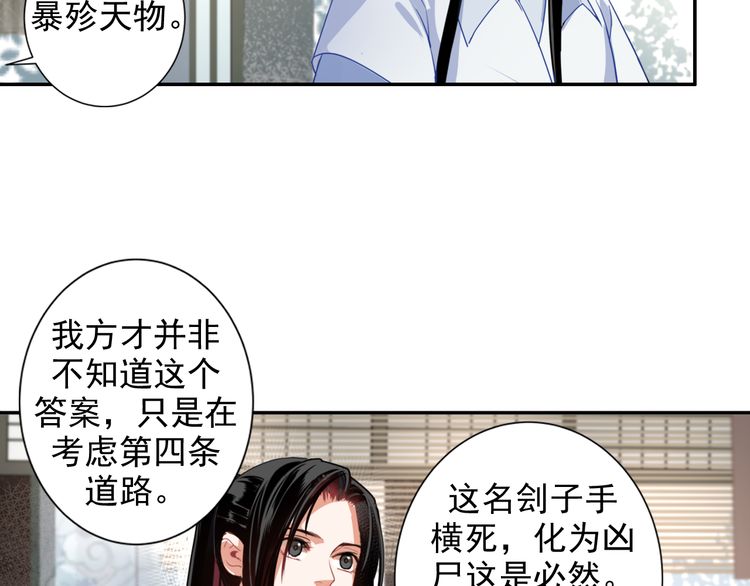 暴殄天物。
我方才并非
不知道这个
答案，只是在
考虑第四条
道路。
这名刽子手
横死，化为凶
尸这是必然。